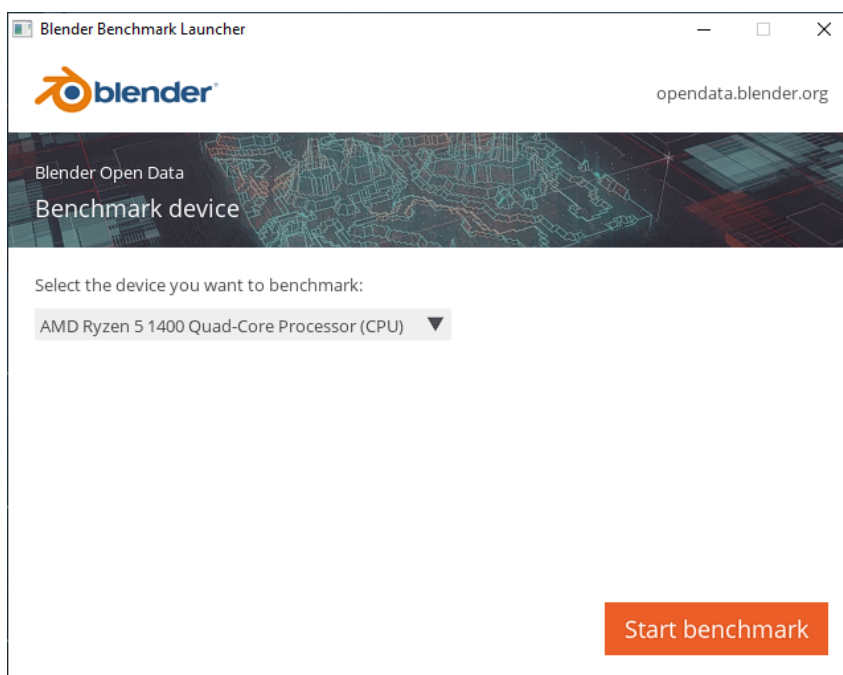 Blender Benchmark Launcher
blender
opendata.blender.org
Blender Open Data
Benchmark device
Select the device you want to benchmark:
AMD Ryzen 5 1400 Quad-Core Processor (CPU)
Start benchmark